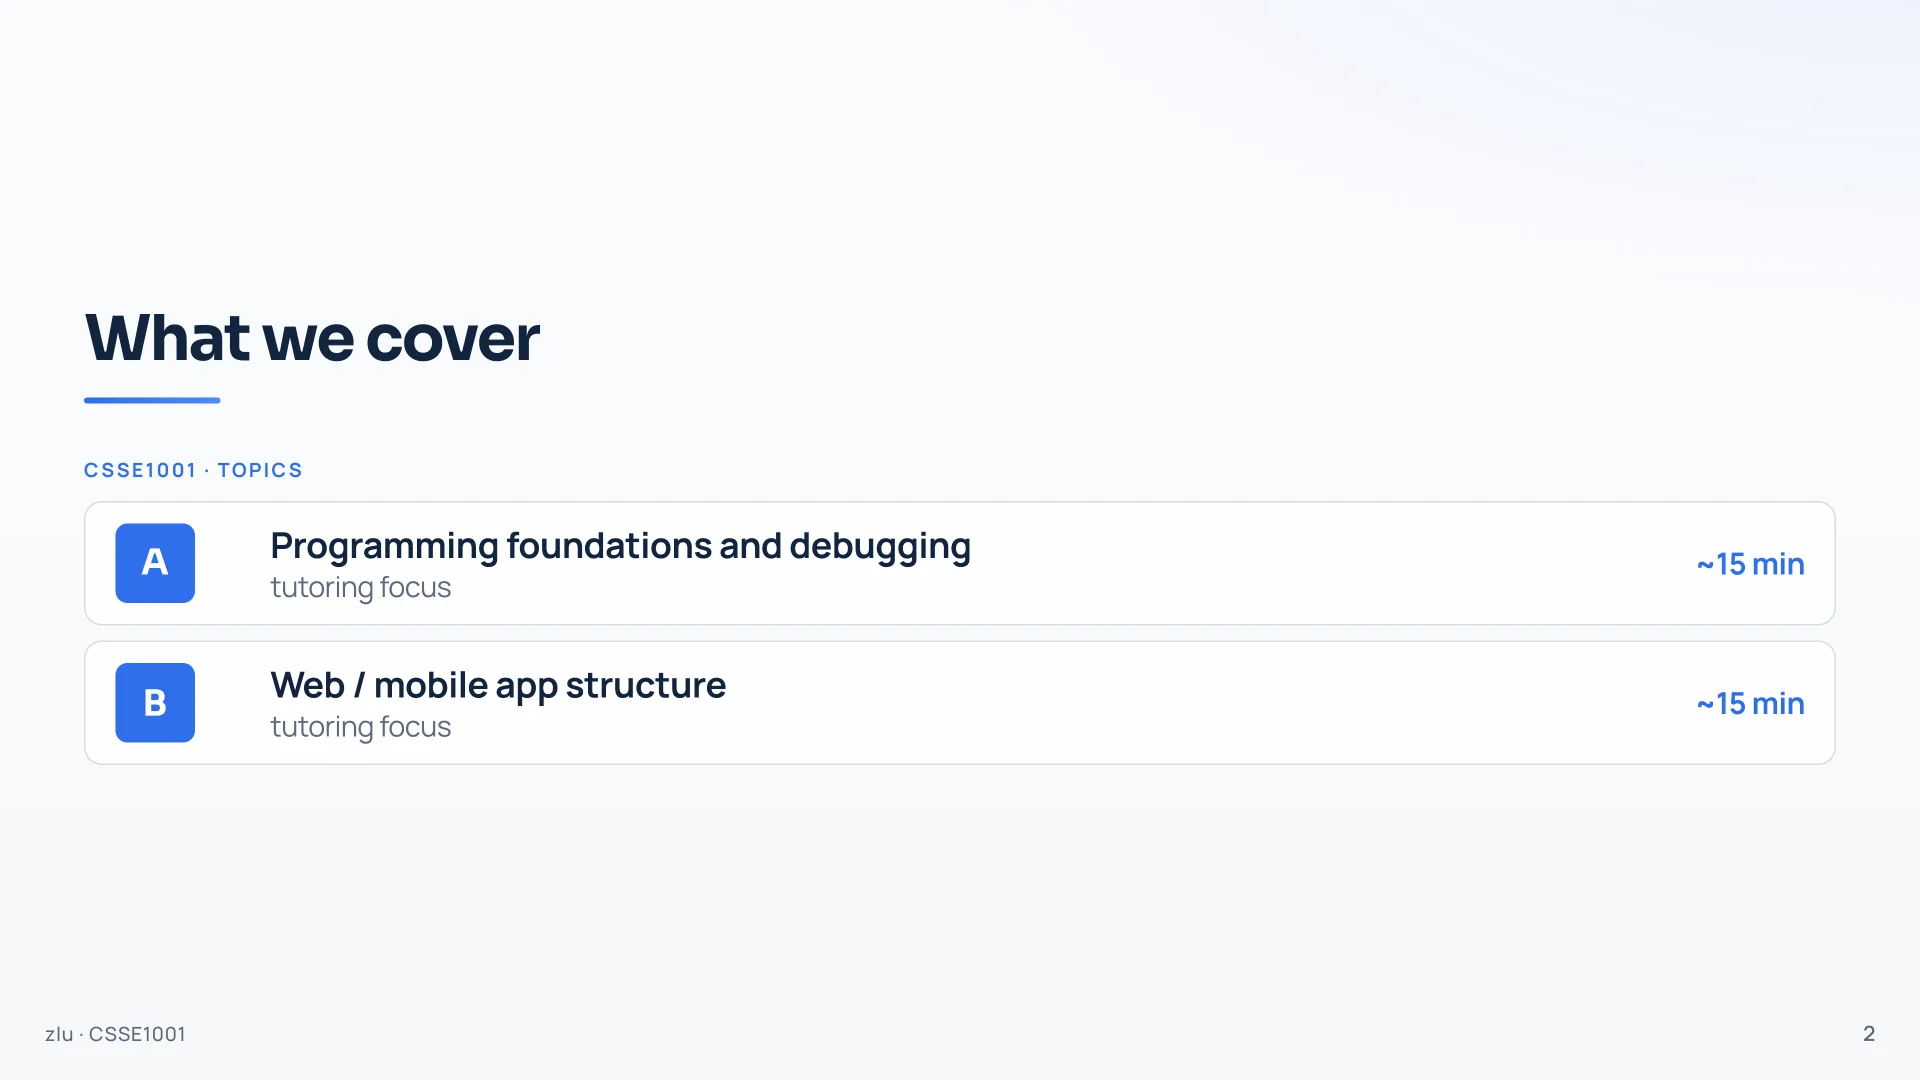 What we cover
CSSE1001 · TOPICS
A
Programming foundations and debugging
tutoring focus
~15 min
B
Web / mobile app structure
tutoring focus
~15 min
zlu · CSSE1001
2